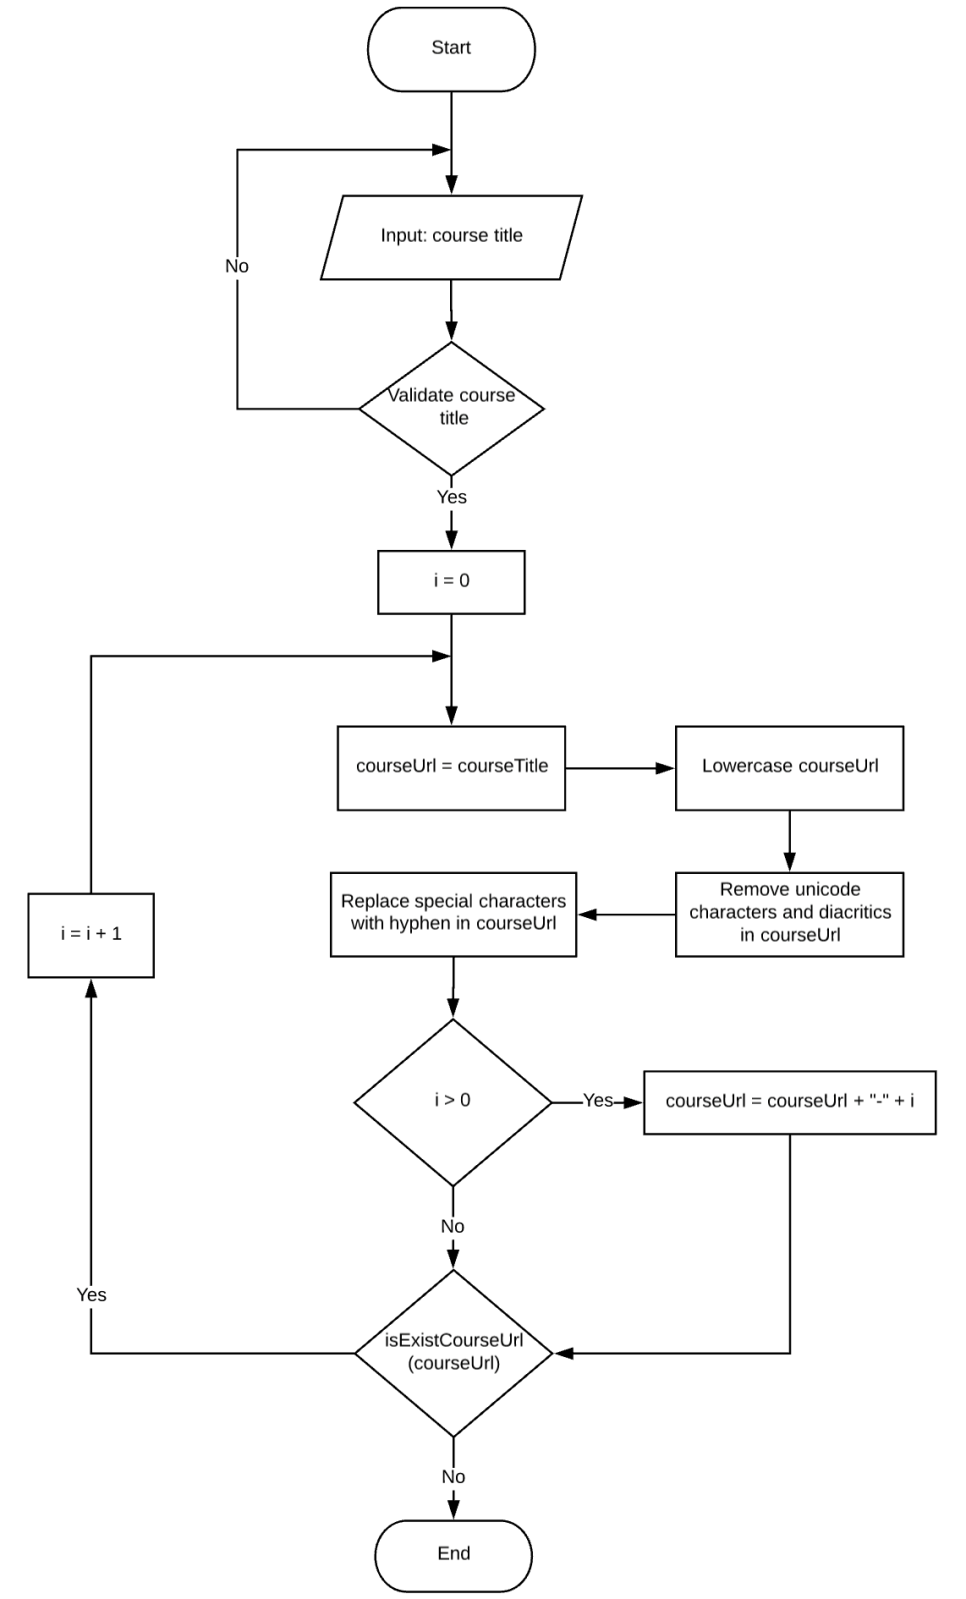 Start
Input: course title
No
Validate course
title
Yes
i = 0
courseUrl = courseTitle
Lowercase courseUrl
Remove unicode
characters and diacritics
in courseUrl
Replace special characters
with hyphen in courseUrl
i = i + 1
i > 0
Yes
courseUrl = courseUrl + "-" + i
No
Yes
isExistCourseUrl
(courseUrl)
No
End